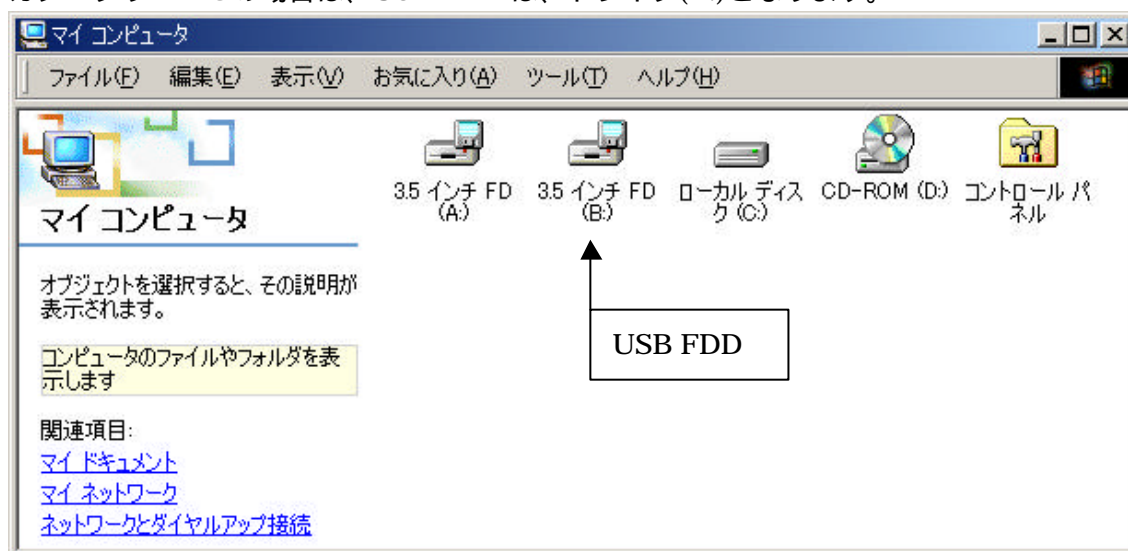 マイ コンピュータ
ファイル(F) 編集(E) 表示(V) お気に入り(A) ツール(T) ヘルプ(H)
3.5 インチ FD
(A:)
3.5 インチ FD
(B:)
ローカル ディス
ク (C:)
CD-ROM (D:)
コントロール パ
ネル
マイ コンピュータ
オブジェクトを選択すると、その説明が
表示されます。
コンピュータのファイルやフォルダを表
示します
関連項目:
マイ ドキュメント
マイ ネットワーク
ネットワークとダイヤルアップ接続
USB FDD